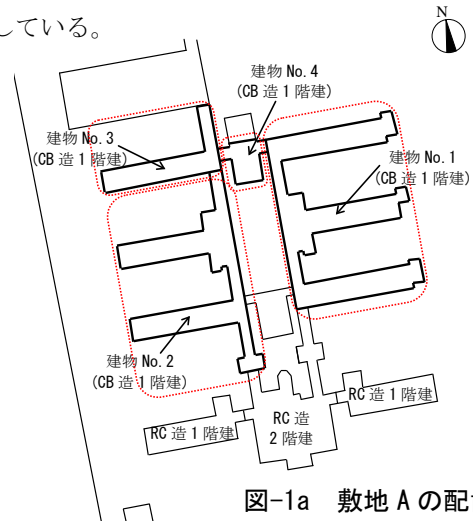 している。
N
建物 No.4
(CB 造 1 階建)
建物 No.3
(CB 造 1 階建)
建物 No.1
(CB 造 1 階建)
建物 No.2
(CB 造 1 階建)
RC 造 1 階建
RC 造
2 階建
RC 造 1 階建
図-1a 敷地 A の配